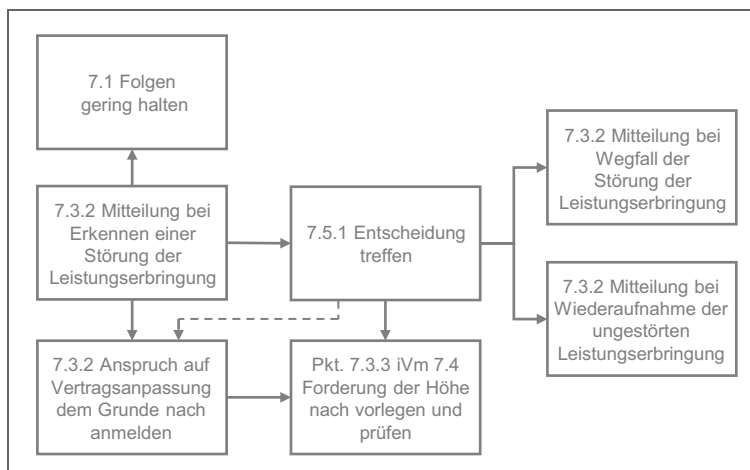 7.1 Folgen
gering halten
7.3.2 Mitteilung bei
Erkennen einer
Störung der
Leistungserbringung
7.5.1 Entscheidung
treffen
7.3.2 Mitteilung bei
Wegfall der
Störung der
Leistungserbringung
7.3.2 Mitteilung bei
Wiederaufnahme der
ungestörten
Leistungserbringung
7.3.2 Anspruch auf
Vertragsanpassung
dem Grunde nach
anmelden
Pkt. 7.3.3 iVm 7.4
Forderung der Höhe
nach vorlegen und
prüfen